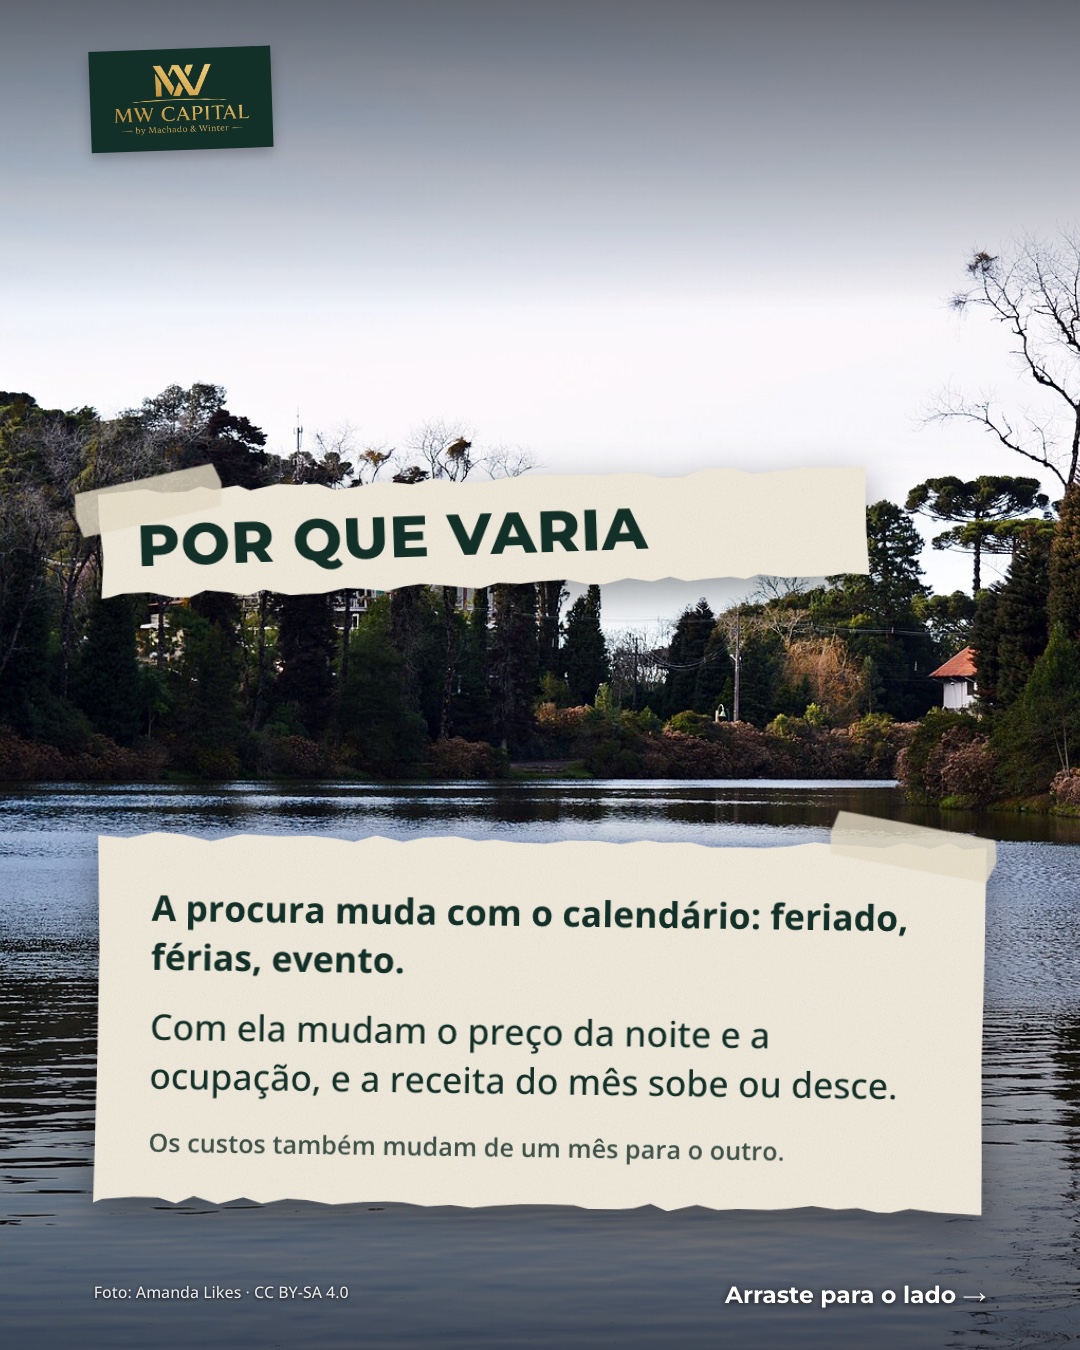 MW CAPITAL
by Machado & Winter
POR QUE VARIA
A procura muda com o calendário: feriado,
férias, evento.
Com ela mudam o preço da noite e a
ocupação, e a receita do mês sobe ou desce.
Os custos também mudam de um mês para o outro.
Foto: Amanda Likes · CC BY-SA 4.0
Arraste para o lado →